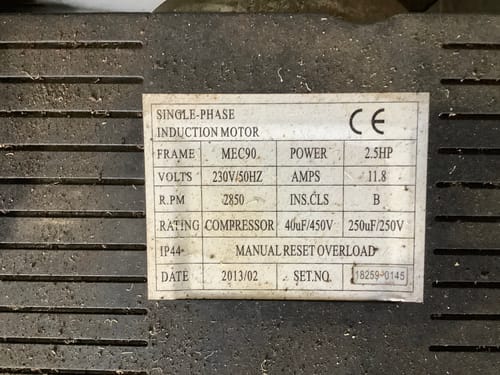 SINGLE-PHASE
INDUCTION MOTOR CE
FRAME MEC90 POWER 2.5HP
VOLTS 230V/50HZ AMPS 11.8
R.PM 2850 INS.CLS B
RATING COMPRESSOR 40uF/450V 250uF/250V
IP44 MANUAL RESET OVERLOAD
DATE 2013/02 SET.NO 18259-0145